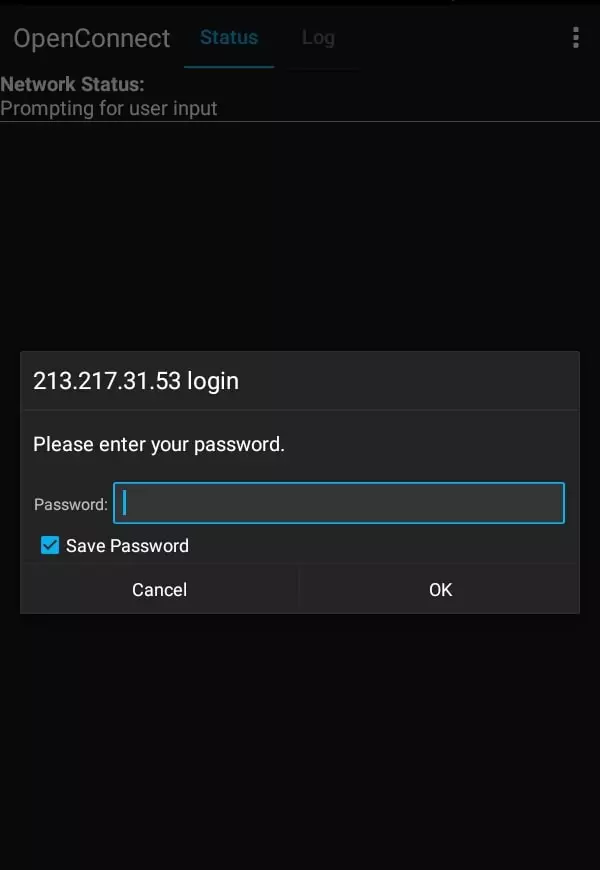 OpenConnect Status Log
Network Status:
Prompting for user input
213.217.31.53 login
Please enter your password.
Password:
Save Password
Cancel OK